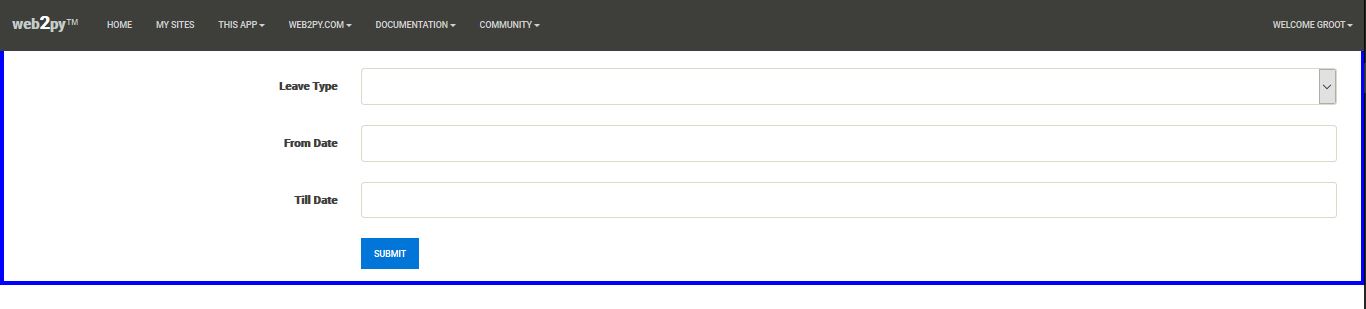 web2py™ HOME MY SITES THIS APP WEB2PY.COM DOCUMENTATION COMMUNITY WELCOME GROOT
Leave Type
From Date
Till Date
SUBMIT